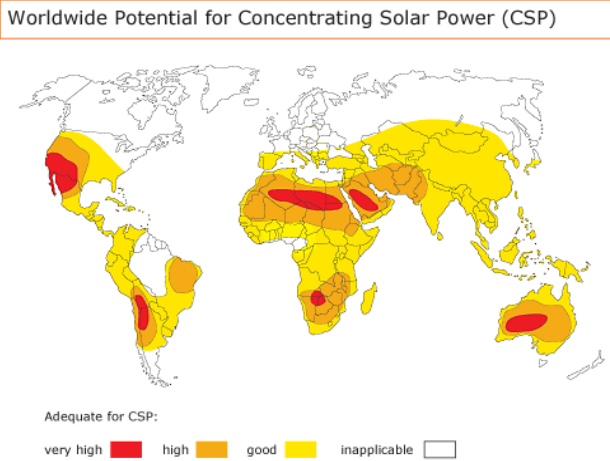 Worldwide Potential for Concentrating Solar Power (CSP)
Adequate for CSP:
very high high good inapplicable